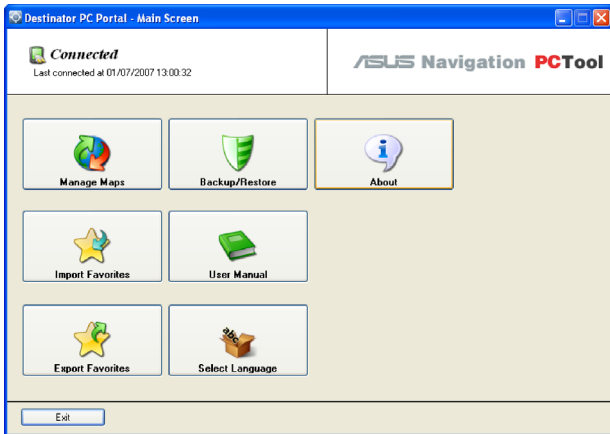 Destinator PC Portal - Main Screen
Connected
Last connected at 01/07/2007 13:00:32
ASUS Navigation PCTool
Manage Maps
Backup/Restore
i
About
Import Favorites
User Manual
abc
Export Favorites
Select Language
Exit